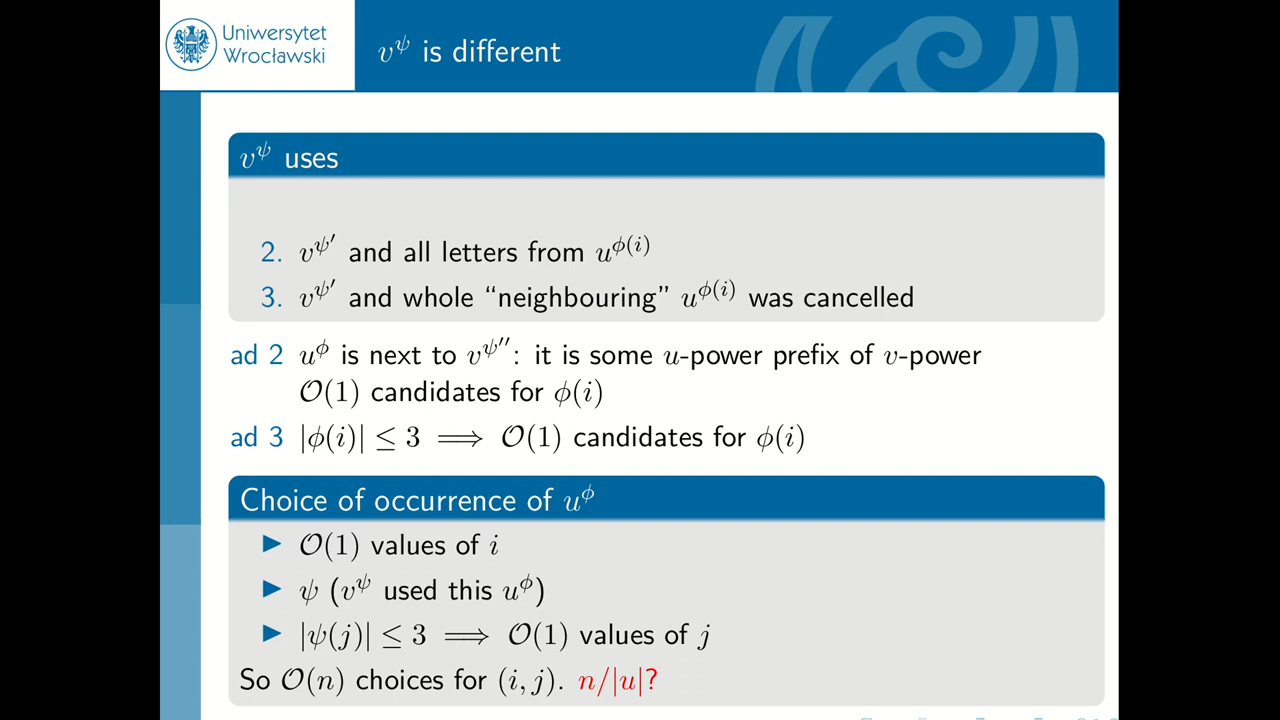 Uniwersytet
Wrocławski
v^ψ is different
v^ψ uses
2. v^ψ′ and all letters from u^ϕ(i)
3. v^ψ′ and whole “neighbouring” u^ϕ(i) was cancelled
ad 2 u^ϕ is next to v^ψ′′: it is some u-power prefix of v-power
𝒪(1) candidates for ϕ(i)
ad 3 |ϕ(i)| ≤ 3 ⟹ 𝒪(1) candidates for ϕ(i)
Choice of occurrence of u^ϕ
▶ 𝒪(1) values of i
▶ ψ (v^ψ used this u^ϕ)
▶ |ψ(j)| ≤ 3 ⟹ 𝒪(1) values of j
So 𝒪(n) choices for (i, j). n/|u|?